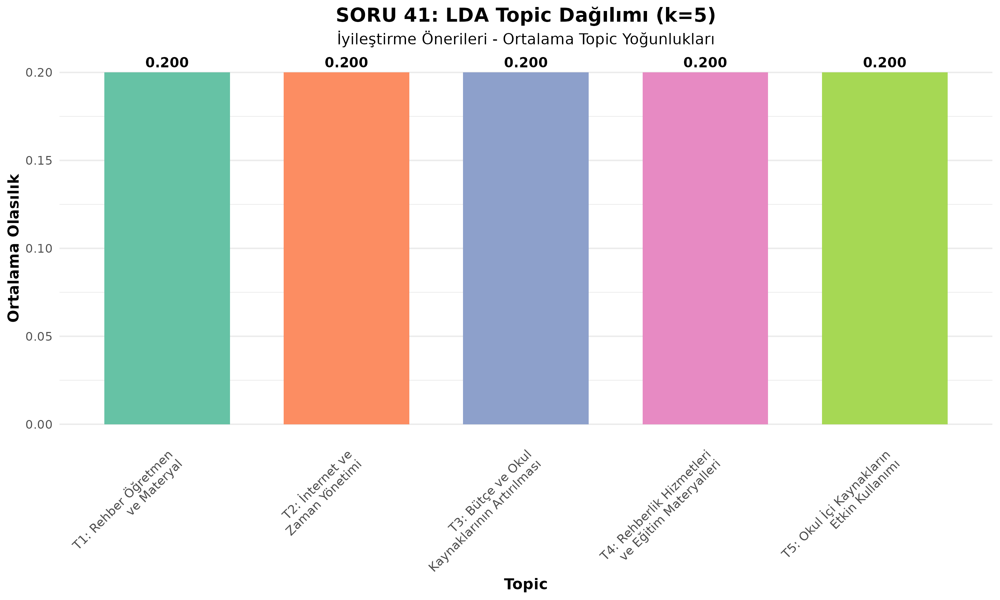 SORU 41: LDA Topic Dağılımı (k=5)
İyileştirme Önerileri - Ortalama Topic Yoğunlukları
0.200
0.200
0.200
0.200
0.200
0.20
0.15
0.10
0.05
0.00
Ortalama Olasılık
T1: Rehber Öğretmen
ve Materyal
T2: İnternet ve
Zaman Yönetimi
T3: Bütçe ve Okul
Kaynaklarının Artırılması
T4: Rehberlik Hizmetleri
ve Eğitim Materyalleri
T5: Okul İçi Kaynakların
Etkin Kullanımı
Topic